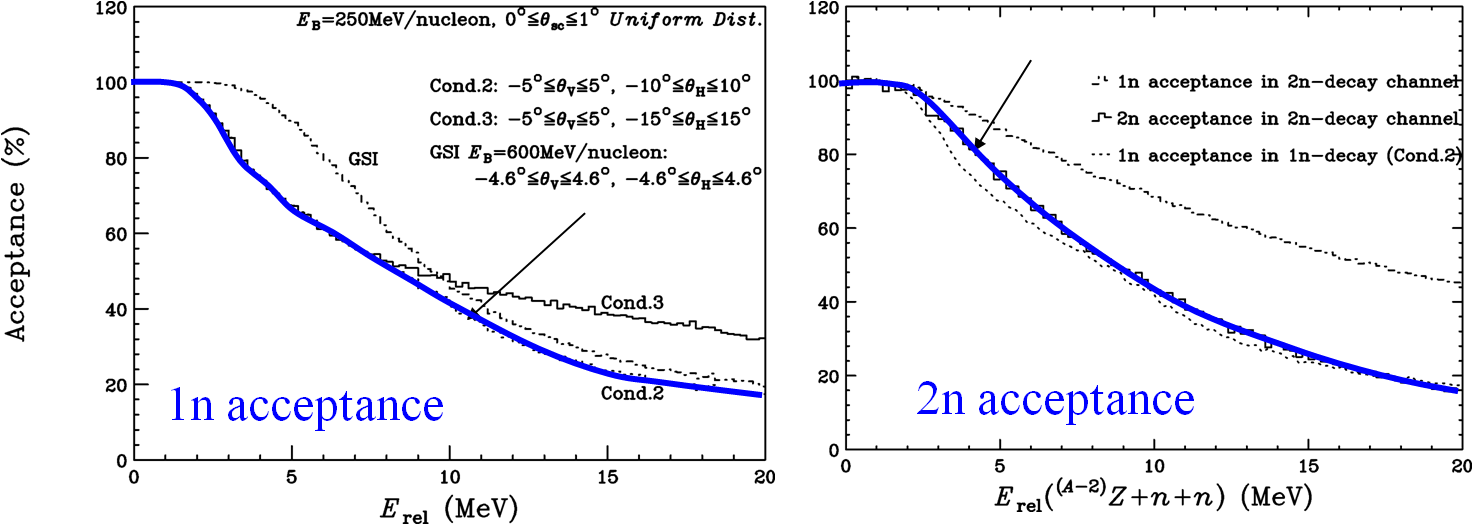 120
100
80
60
40
20
0
Acceptance (%)
E_B=250MeV/nucleon, 0°≦θ_sc≦1° Uniform Dist.
Cond.2: −5°≦θ_V≦5°, −10°≦θ_H≦10°
Cond.3: −5°≦θ_V≦5°, −15°≦θ_H≦15°
GSI E_B=600MeV/nucleon:
−4.6°≦θ_V≦4.6°, −4.6°≦θ_H≦4.6°
GSI
Cond.3
Cond.2
1n acceptance
0 5 10 15 20
E_rel (MeV)
120
100
80
60
40
20
0
1n acceptance in 2n-decay channel
2n acceptance in 2n-decay channel
1n acceptance in 1n-decay (Cond.2)
2n acceptance
0 5 10 15 20
E_rel(^(A−2)Z+n+n) (MeV)